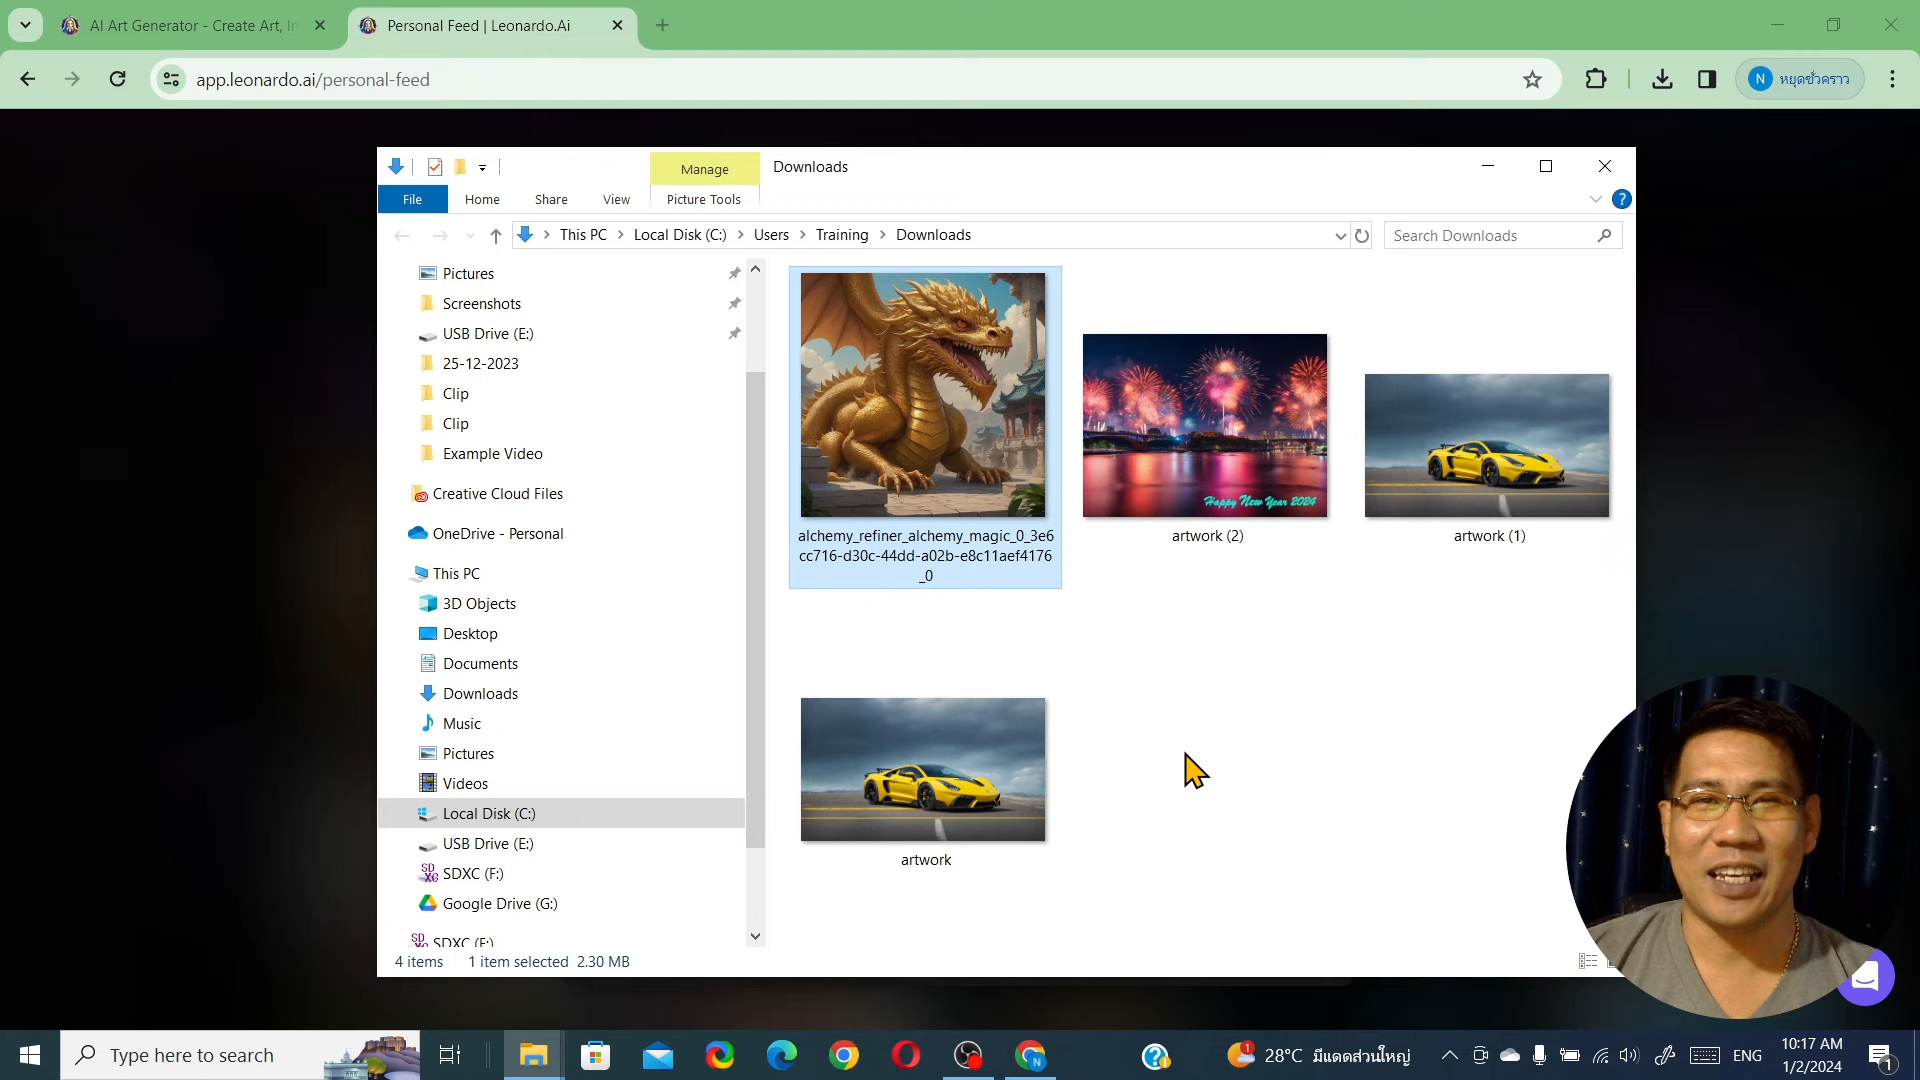 AI Art Generator - Create Art, Ir
Personal Feed | Leonardo.Ai
app.leonardo.ai/personal-feed
N หยุดชั่วคราว
Manage
Downloads
File
Home
Share
View
Picture Tools
This PC
Local Disk (C:)
Users
Training
Downloads
Search Downloads
Pictures
Screenshots
USB Drive (E:)
25-12-2023
Clip
Clip
Example Video
Creative Cloud Files
OneDrive - Personal
This PC
3D Objects
Desktop
Documents
Downloads
Music
Pictures
Videos
Local Disk (C:)
USB Drive (E:)
SDXC (F:)
Google Drive (G:)
SDXC (F:)
Happy New Year 2024
alchemy_refiner_alchemy_magic_0_3e6
cc716-d30c-44dd-a02b-e8c11aef4176
_0
artwork (2)
artwork (1)
artwork
4 items
1 item selected 2.30 MB
Type here to search
28°C มีแดดส่วนใหญ่
ENG
10:17 AM
1/2/2024
1